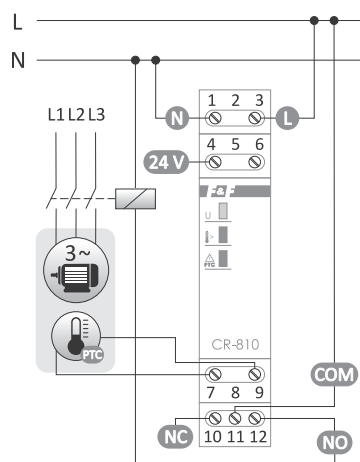 L
N
1 2 3
N L
L1 L2 L3
4 5 6
24 V
F&F
U
3~
>
PTC
PTC
CR-810
7 8 9
COM
NC
10 11 12
NO